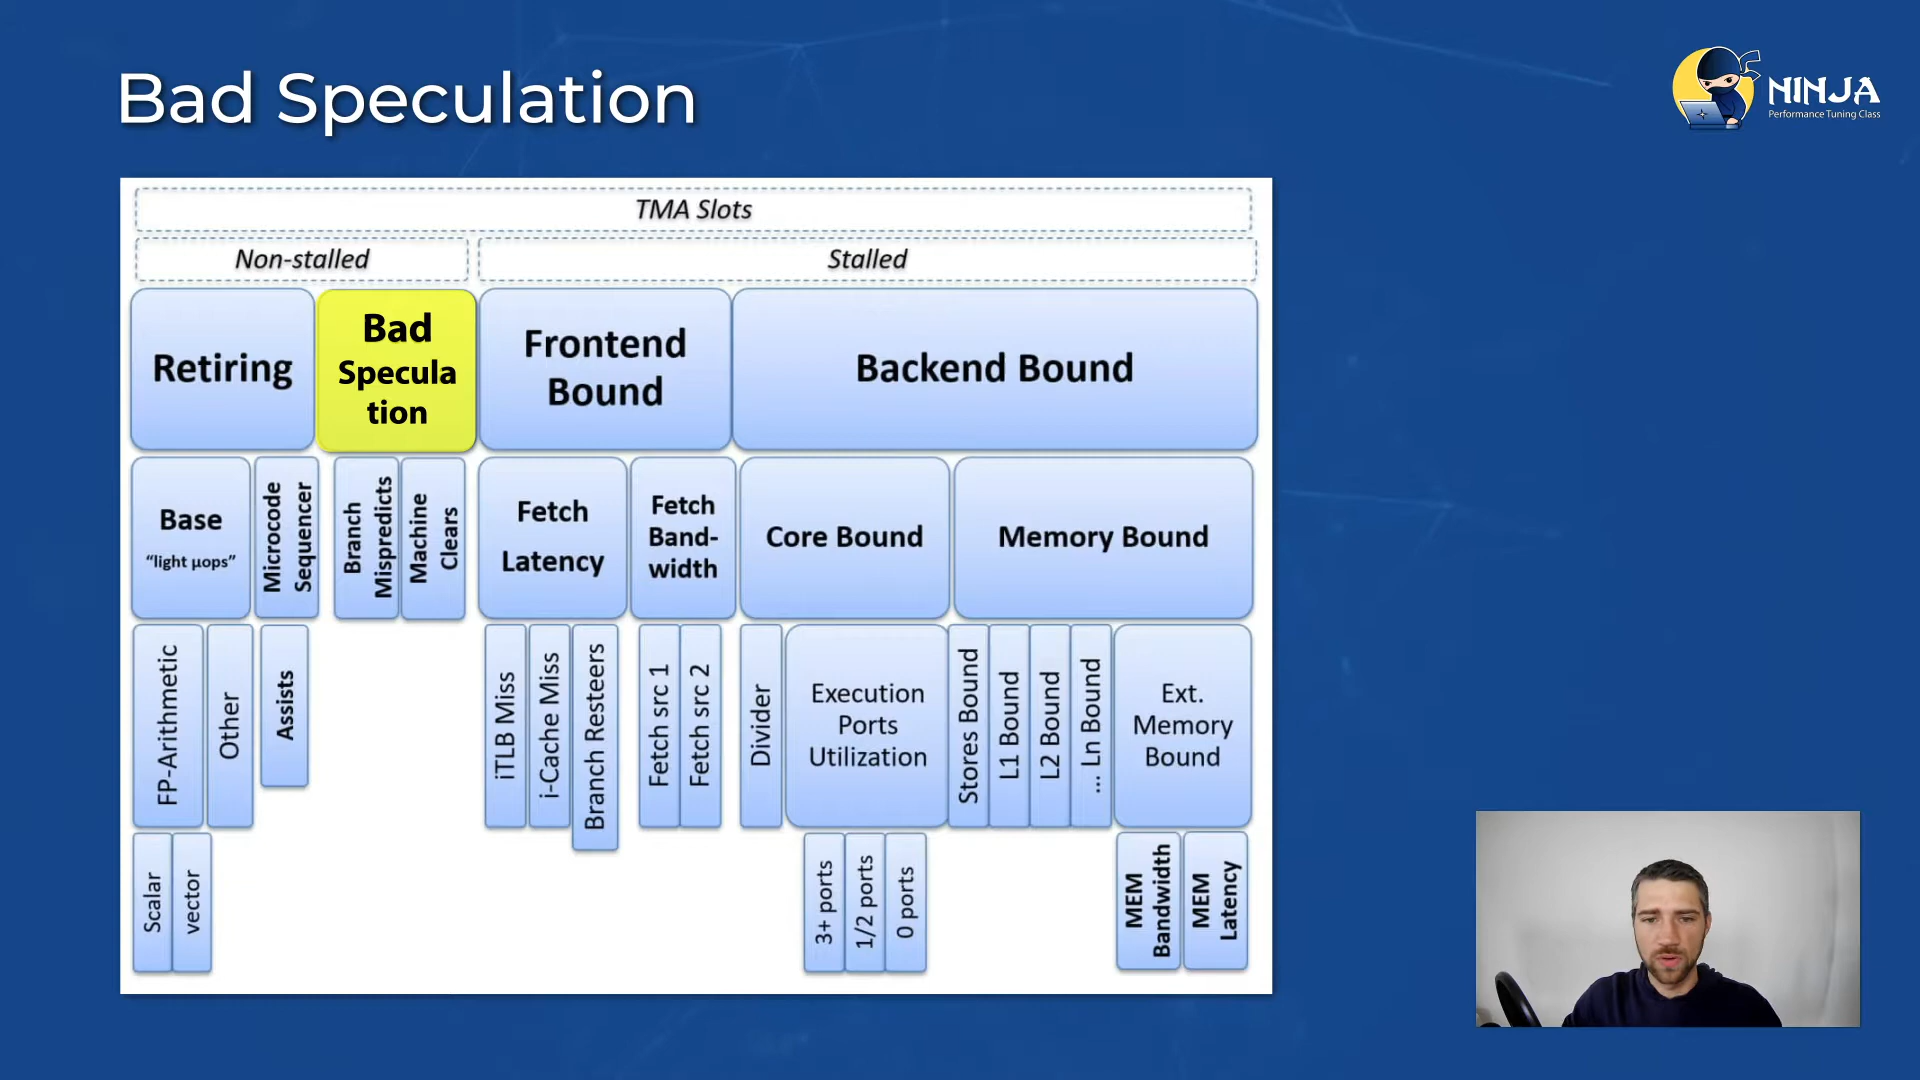 Bad Speculation
NINJA
Performance Tuning Class
TMA Slots
Non-stalled
Stalled
Retiring
Bad
Specula
tion
Frontend
Bound
Backend Bound
Base
"light µops"
Microcode
Sequencer
Branch
Mispredicts
Machine
Clears
Fetch
Latency
Fetch
Band-
width
Core Bound
Memory Bound
FP-Arithmetic
Other
Assists
iTLB Miss
i-Cache Miss
Branch Resteers
Fetch src 1
Fetch src 2
Divider
Execution
Ports
Utilization
Stores Bound
L1 Bound
L2 Bound
... Ln Bound
Ext.
Memory
Bound
Scalar
vector
3+ ports
1/2 ports
0 ports
MEM
Bandwidth
MEM
Latency